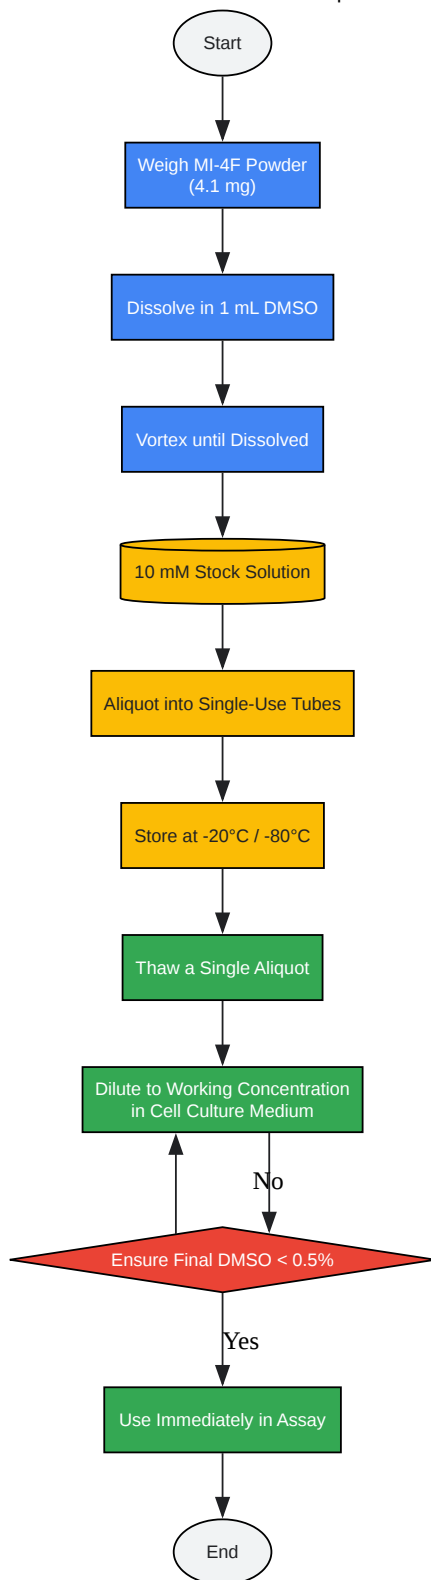 Start
Weigh MI-4F Powder
(4.1 mg)
Dissolve in 1 mL DMSO
Vortex until Dissolved
10 mM Stock Solution
Aliquot into Single-Use Tubes
Store at -20°C / -80°C
Thaw a Single Aliquot
Dilute to Working Concentration
in Cell Culture Medium
No
Ensure Final DMSO < 0.5%
Yes
Use Immediately in Assay
End